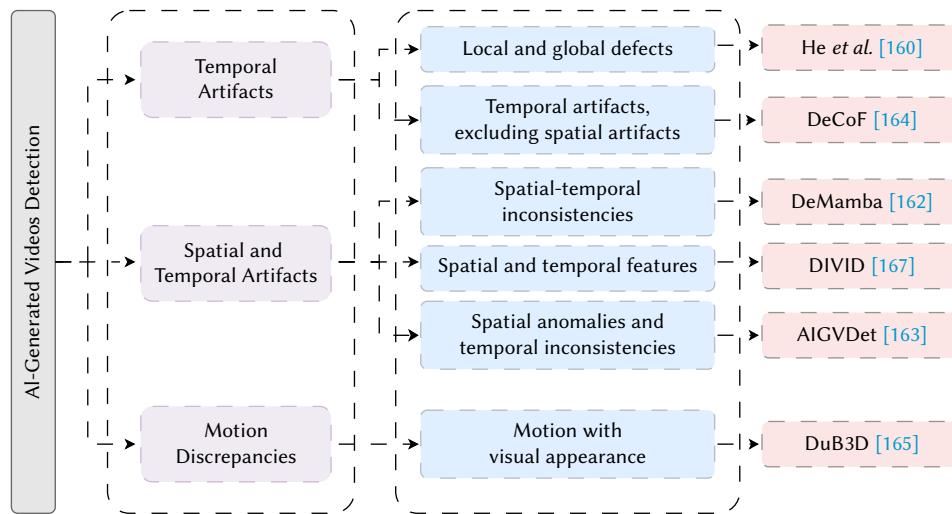 AI-Generated Videos Detection
Temporal
Artifacts
Local and global defects
He et al. [160]
Temporal artifacts,
excluding spatial artifacts
DeCoF [164]
Spatial and
Temporal Artifacts
Spatial-temporal
inconsistencies
DeMamba [162]
Spatial and temporal features
DIVID [167]
Spatial anomalies and
temporal inconsistencies
AIGVDet [163]
Motion
Discrepancies
Motion with
visual appearance
DuB3D [165]